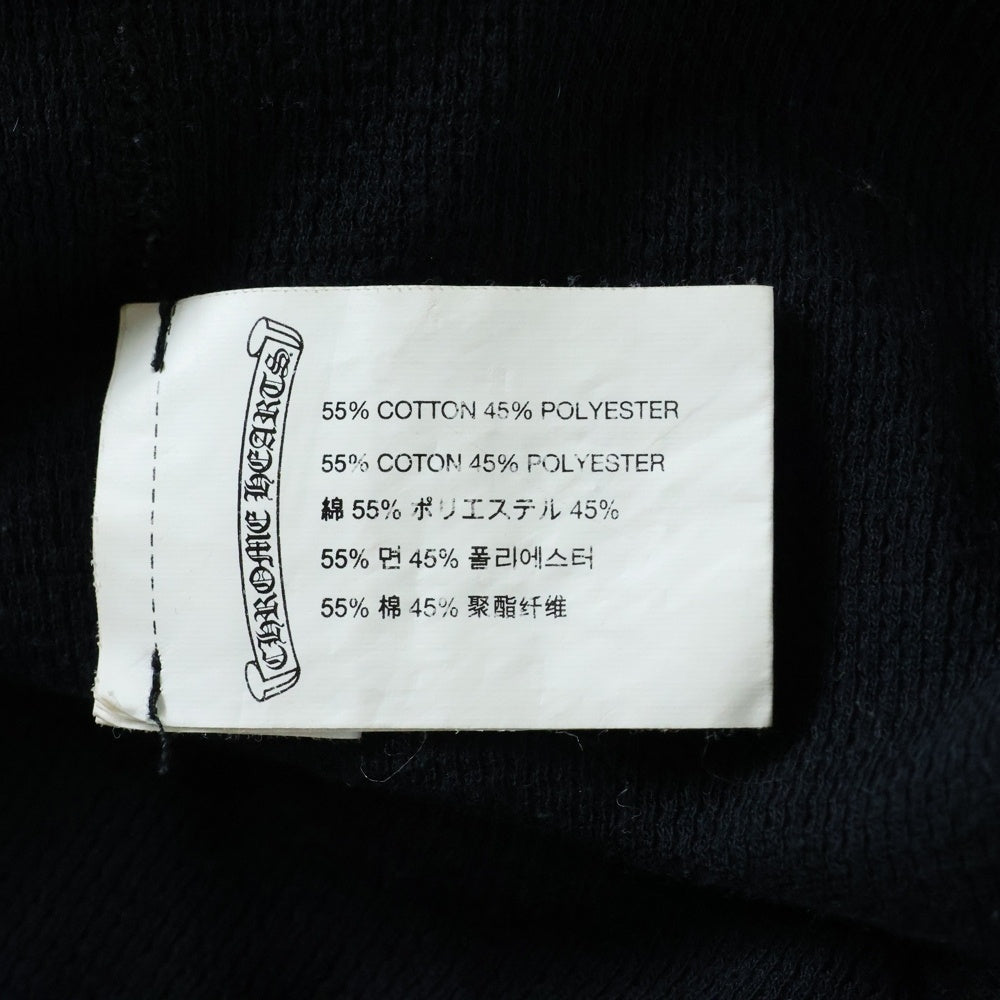 CHROME HEARTS
55% COTTON 45% POLYESTER
55% COTON 45% POLYESTER
綿 55% ポリエステル 45%
55% 면 45% 폴리에스터
55% 棉 45% 聚酯纤维